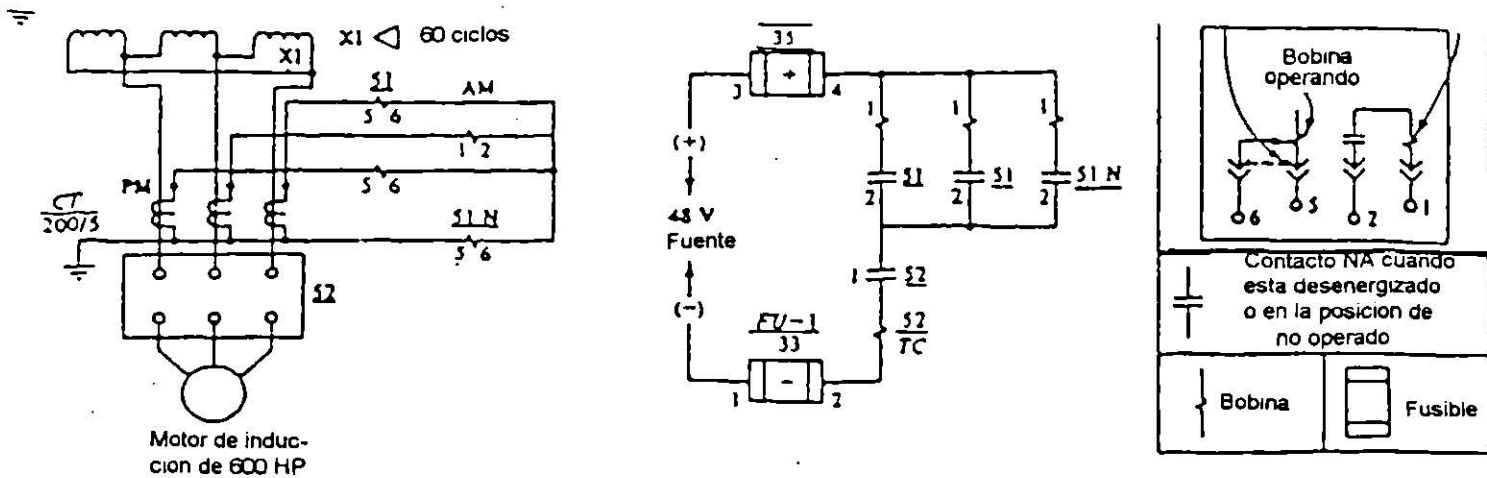 X1
X1 60 ciclos
51
5 6
AM
1 2
5 6
PM
CT
200/5
51 N
5 6
52
Motor de induc-
cion de 600 HP
35
3 + 4
(+)
48 V
Fuente
(-)
1 1 1
51 51 51 N
2 2 2
1 52
52
TC
FU-1
33
1 - 2
Bobina
operando
6 5 2 1
Contacto NA cuando
esta desenergizado
o en la posicion de
no operado
Bobina
Fusible